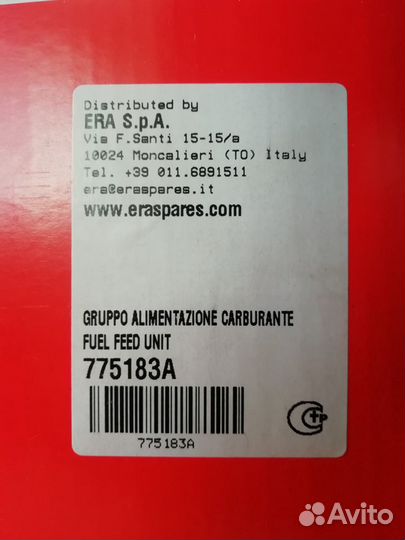 Distributed by
ERA S.p.A.
Via F.Santi 15-15/a
10024 Moncalieri (TO) Italy
Tel. +39 011.6891511
era@eraspares.it
www.eraspares.com
GRUPPO ALIMENTAZIONE CARBURANTE
FUEL FEED UNIT
775183A
775183A
Avito